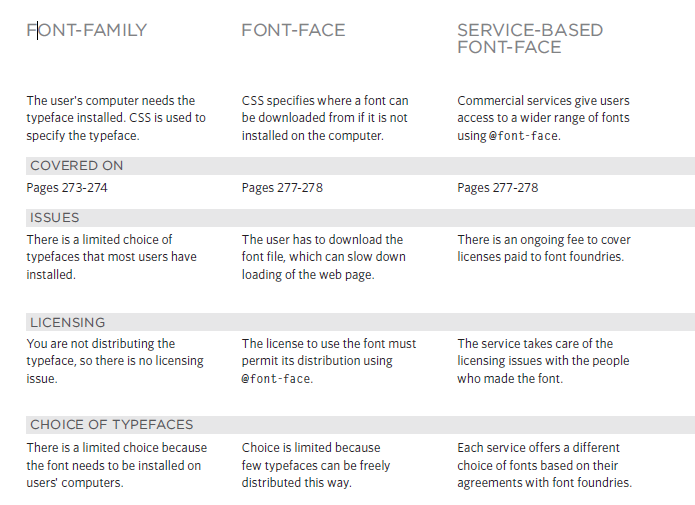 FONT-FAMILY
FONT-FACE
SERVICE-BASED
FONT-FACE
The user's computer needs the
typeface installed. CSS is used to
specify the typeface.
CSS specifies where a font can
be downloaded from if it is not
installed on the computer.
Commercial services give users
access to a wider range of fonts
using @font-face.
COVERED ON
Pages 273-274
Pages 277-278
Pages 277-278
ISSUES
There is a limited choice of
typefaces that most users have
installed.
The user has to download the
font file, which can slow down
loading of the web page.
There is an ongoing fee to cover
licenses paid to font foundries.
LICENSING
You are not distributing the
typeface, so there is no licensing
issue.
The license to use the font must
permit its distribution using
@font-face.
The service takes care of the
licensing issues with the people
who made the font.
CHOICE OF TYPEFACES
There is a limited choice because
the font needs to be installed on
users' computers.
Choice is limited because
few typefaces can be freely
distributed this way.
Each service offers a different
choice of fonts based on their
agreements with font foundries.